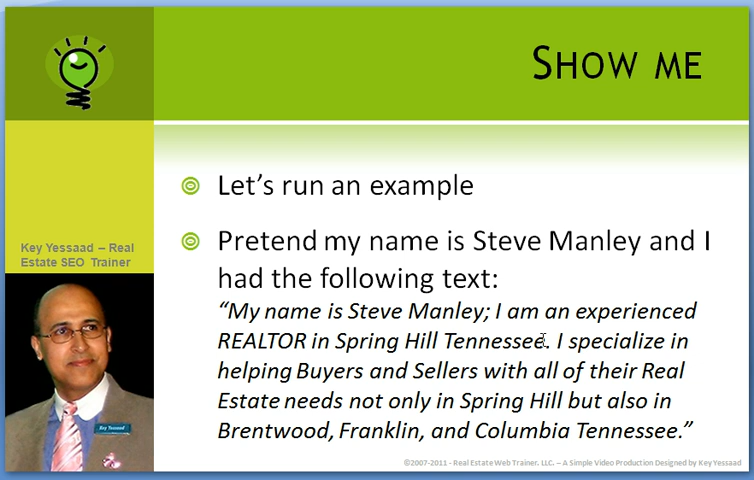 SHOW ME
Let's run an example
Pretend my name is Steve Manley and I
had the following text:
"My name is Steve Manley; I am an experienced
REALTOR in Spring Hill Tennessee. I specialize in
helping Buyers and Sellers with all of their Real
Estate needs not only in Spring Hill but also in
Brentwood, Franklin, and Columbia Tennessee."
Key Yessaad – Real
Estate SEO Trainer
Key Yessaad
©2007-2011 - Real Estate Web Trainer. LLC. – A Simple Video Production Designed by Key Yessaad